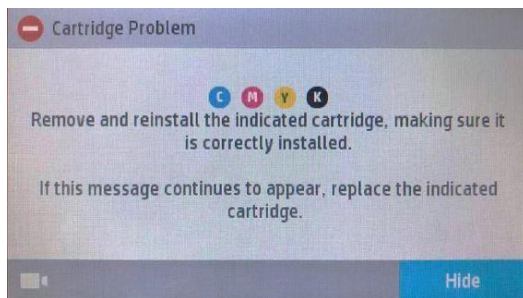 Cartridge Problem
C M Y K
Remove and reinstall the indicated cartridge, making sure it
is correctly installed.
If this message continues to appear, replace the indicated
cartridge.
Hide